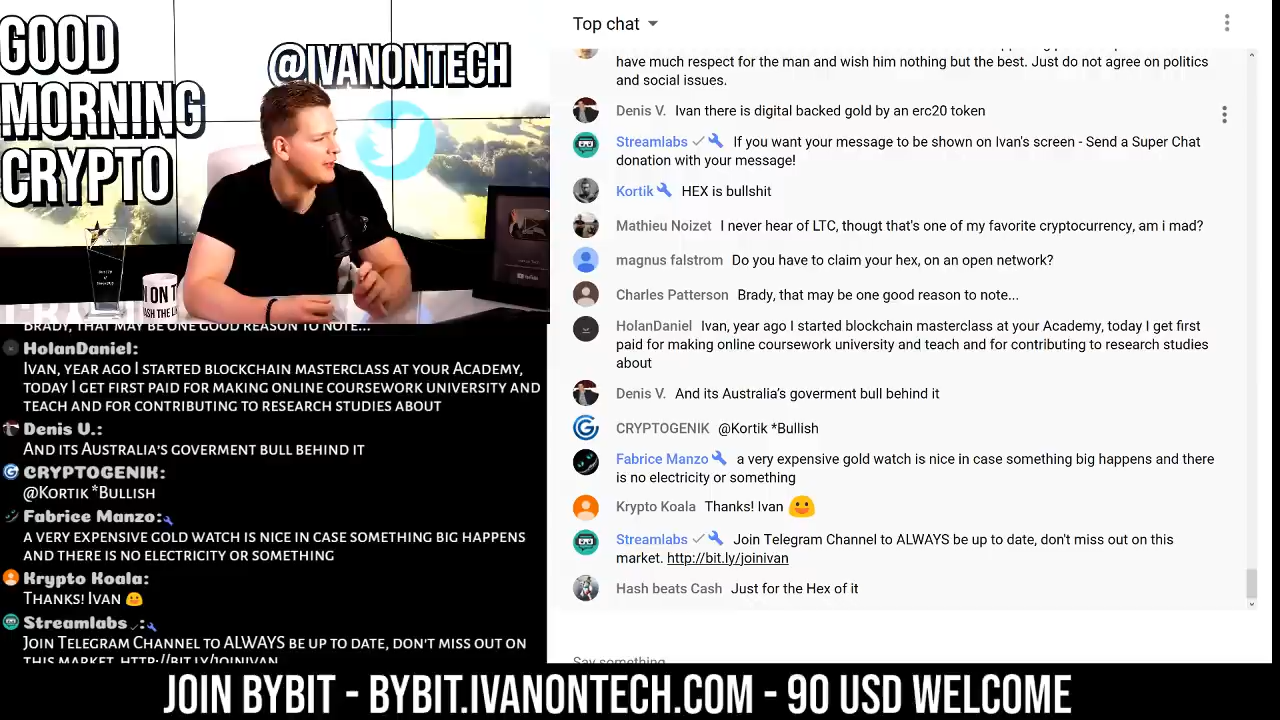 GOOD
MORNING
CRYPTO
@IVANONTECH
BRADY, THAT MAY BE ONE GOOD REASON TO NOTE...
HolanDaniel:
IVAN, YEAR AGO I STARTED BLOCKCHAIN MASTERCLASS AT YOUR ACADEMY,
TODAY I GET FIRST PAID FOR MAKING ONLINE COURSEWORK UNIVERSITY AND
TEACH AND FOR CONTRIBUTING TO RESEARCH STUDIES ABOUT
Denis V.:
AND ITS AUSTRALIA'S GOVERMENT BULL BEHIND IT
CRYPTOGENIK:
@KORTIK *BULLISH
Fabrice Manzo:
A VERY EXPENSIVE GOLD WATCH IS NICE IN CASE SOMETHING BIG HAPPENS
AND THERE IS NO ELECTRICITY OR SOMETHING
Krypto Koala:
THANKS! IVAN
Streamlabs
JOIN TELEGRAM CHANNEL TO ALWAYS BE UP TO DATE, DON'T MISS OUT ON
THIS MARKET. HTTP://BIT.LY/JOINIVAN
Top chat
have much respect for the man and wish him nothing but the best. Just do not agree on politics
and social issues.
Denis V. Ivan there is digital backed gold by an erc20 token
Streamlabs If you want your message to be shown on Ivan's screen - Send a Super Chat
donation with your message!
Kortik HEX is bullshit
Mathieu Noizet I never hear of LTC, thougt that's one of my favorite cryptocurrency, am i mad?
magnus falstrom Do you have to claim your hex, on an open network?
Charles Patterson Brady, that may be one good reason to note...
HolanDaniel Ivan, year ago I started blockchain masterclass at your Academy, today I get first
paid for making online coursework university and teach and for contributing to research studies
about
Denis V. And its Australia's goverment bull behind it
CRYPTOGENIK @Kortik *Bullish
Fabrice Manzo a very expensive gold watch is nice in case something big happens and there
is no electricity or something
Krypto Koala Thanks! Ivan
Streamlabs Join Telegram Channel to ALWAYS be up to date, don't miss out on this
market. http://bit.ly/joinivan
Hash beats Cash Just for the Hex of it
Say something
JOIN BYBIT - BYBIT.IVANONTECH.COM - 90 USD WELCOME